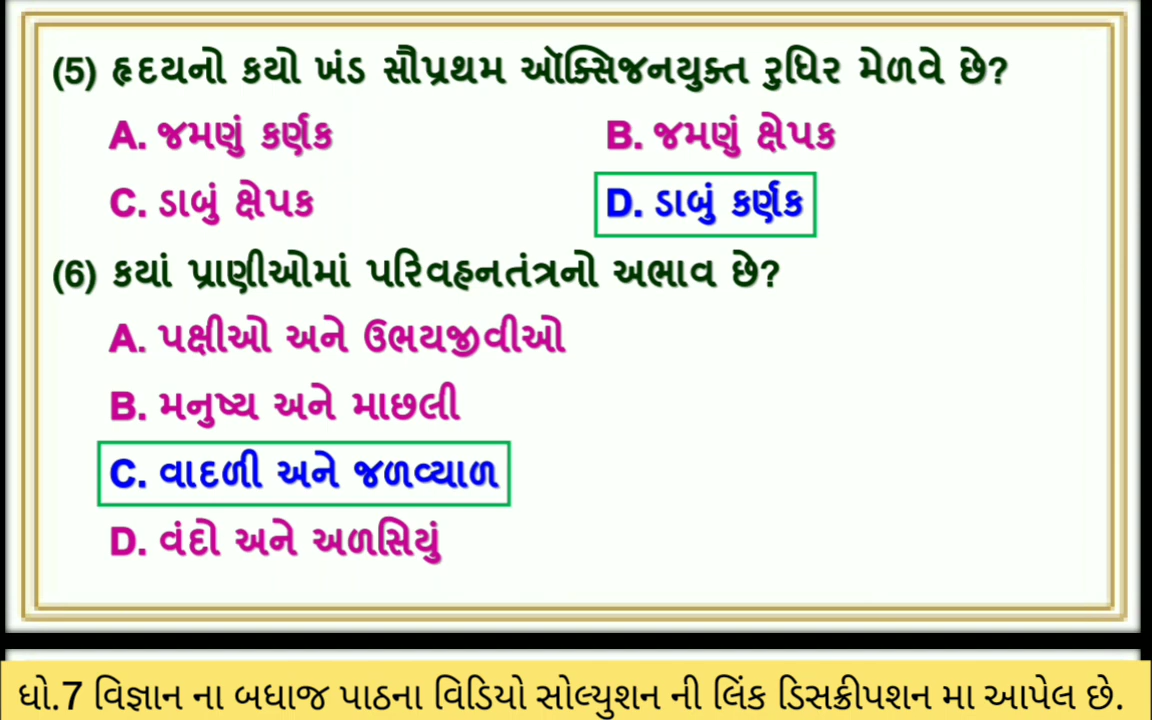 (5) હૃદયનો કયો ખંડ સૌપ્રથમ ઑક્સિજનયુક્ત રુધિર મેળવે છે?
A. જમણું કર્ણક B. જમણું ક્ષેપક
C. ડાબું ક્ષેપક D. ડાબું કર્ણક
(6) કયાં પ્રાણીઓમાં પરિવહનતંત્રનો અભાવ છે?
A. પક્ષીઓ અને ઉભયજીવીઓ
B. મનુષ્ય અને માછલી
C. વાદળી અને જળવ્યાળ
D. વંદો અને અળસિયું
ધો.7 વિજ્ઞાન ના બધાજ પાઠના વિડિયો સોલ્યુશન ની લિંક ડિસક્રીપશન મા આપેલ છે.